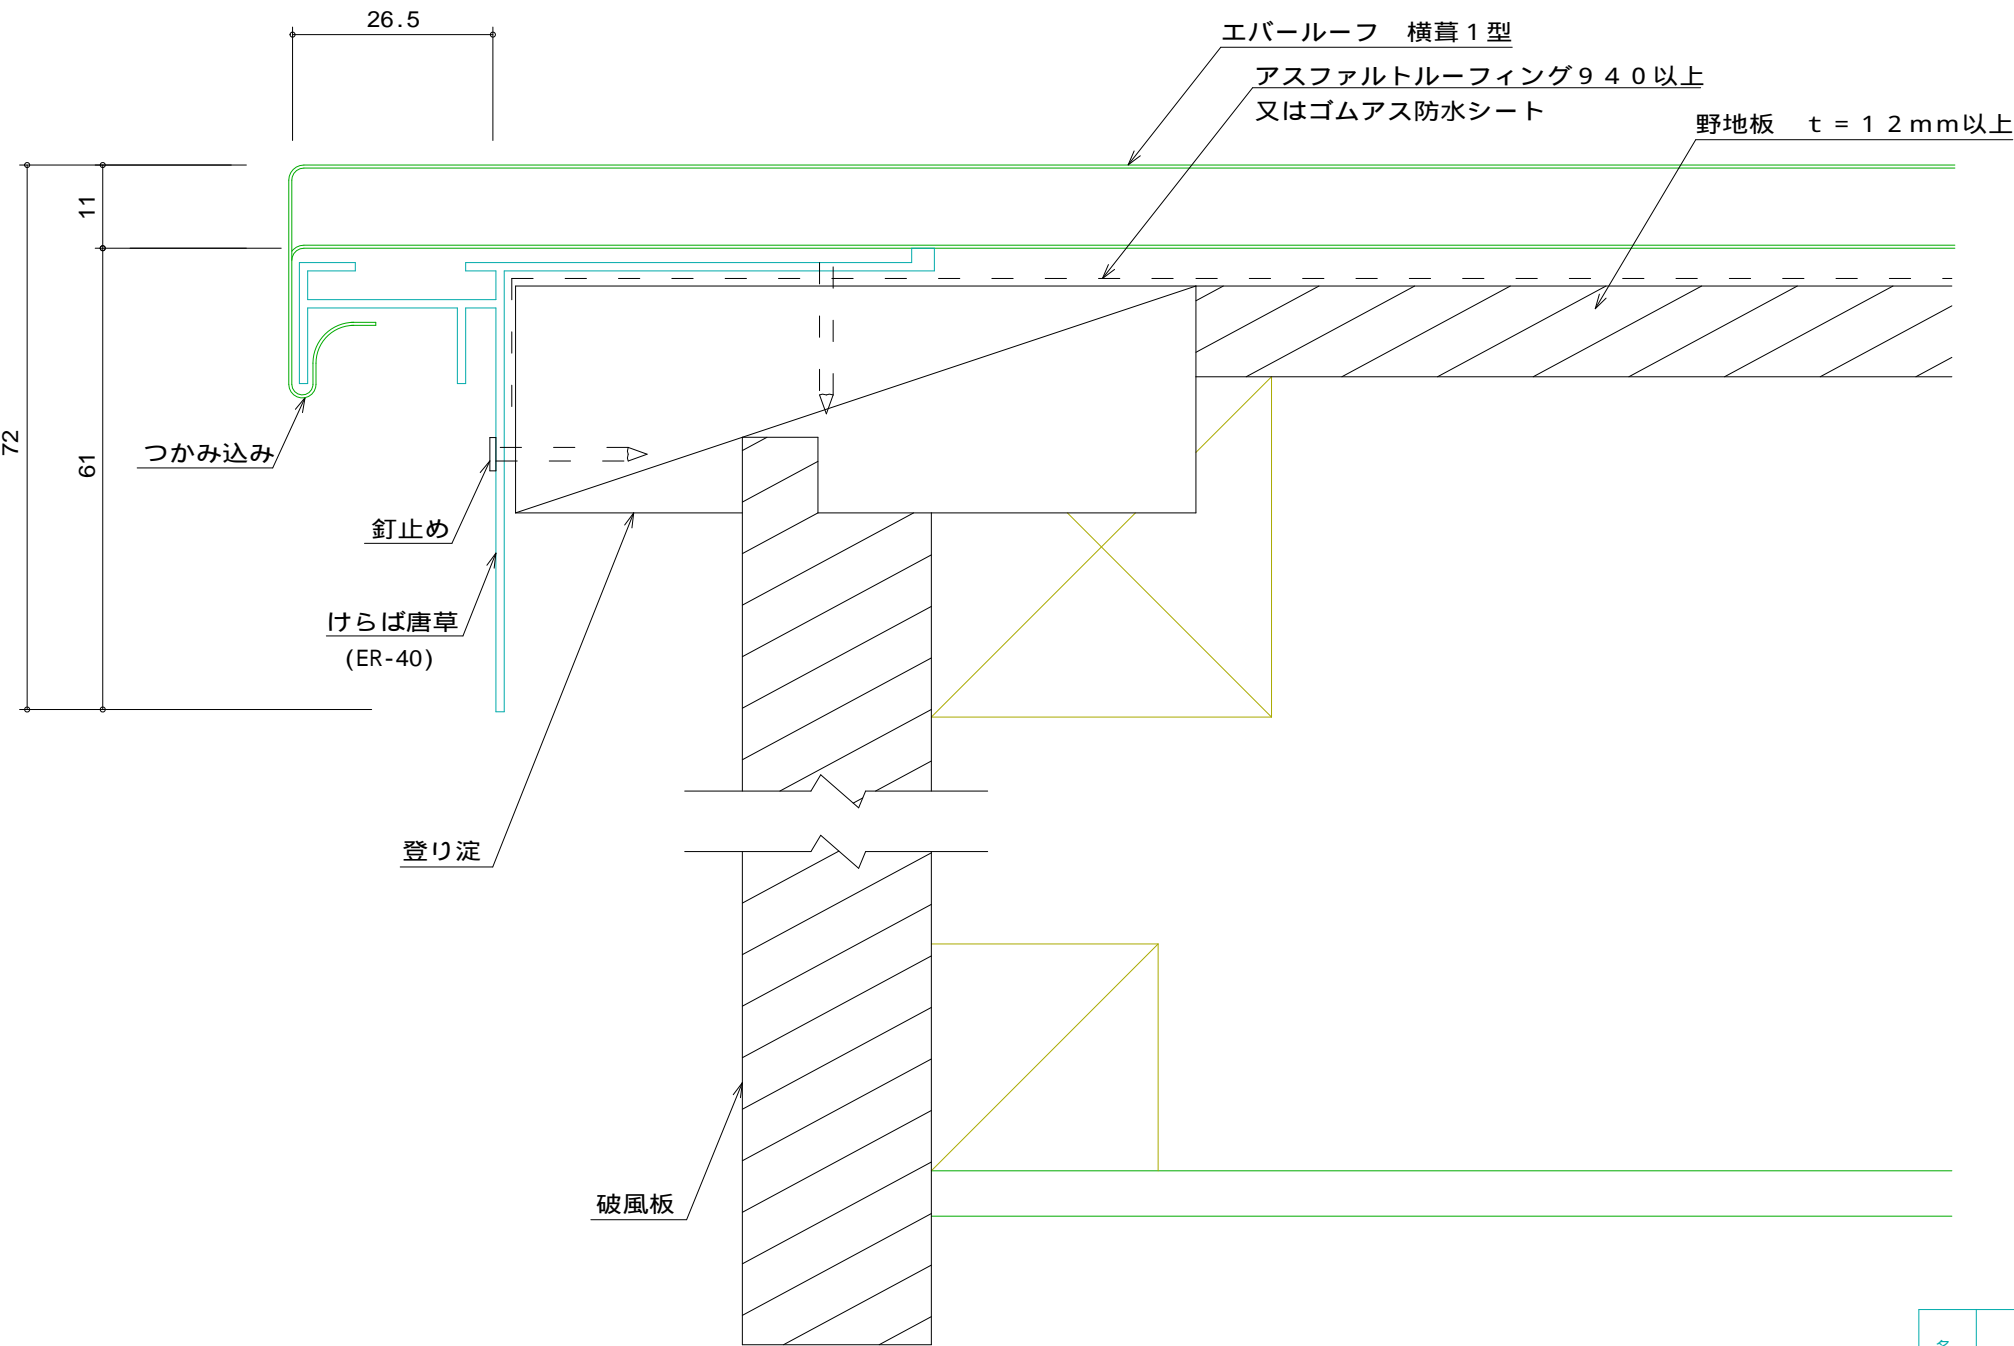 26.5
エバールーフ　横葺１型
アスファルトルーフィング９４０以上
又はゴムアス防水シート
野地板　ｔ＝１２ｍｍ以上
11
72
61
つかみ込み
釘止め
けらば唐草
(ER-40)
登り淀
破風板